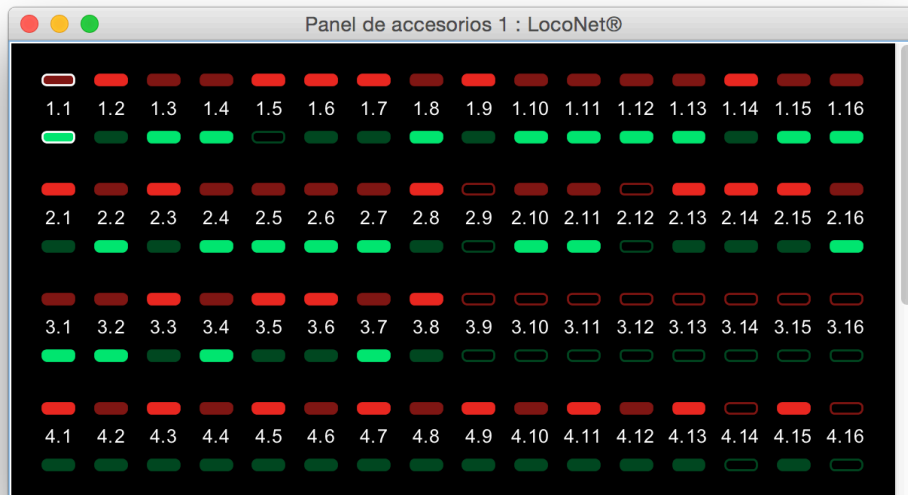 Panel de accesorios 1 : LocoNet®
1.1 1.2 1.3 1.4 1.5 1.6 1.7 1.8 1.9 1.10 1.11 1.12 1.13 1.14 1.15 1.16
2.1 2.2 2.3 2.4 2.5 2.6 2.7 2.8 2.9 2.10 2.11 2.12 2.13 2.14 2.15 2.16
3.1 3.2 3.3 3.4 3.5 3.6 3.7 3.8 3.9 3.10 3.11 3.12 3.13 3.14 3.15 3.16
4.1 4.2 4.3 4.4 4.5 4.6 4.7 4.8 4.9 4.10 4.11 4.12 4.13 4.14 4.15 4.16